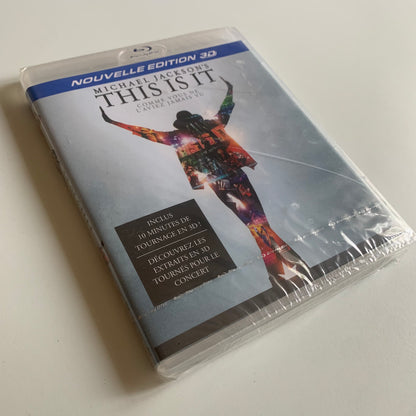 NOUVELLE EDITION 3D
MICHAEL JACKSON'S
THIS IS IT
COMME VOUS NE
L'AVIEZ JAMAIS VU
INCLUS
10 MINUTES DE
TOURNAGE EN 3D !
DÉCOUVREZ LES
EXTRAITS EN 3D
TOURNÉS POUR LE
CONCERT